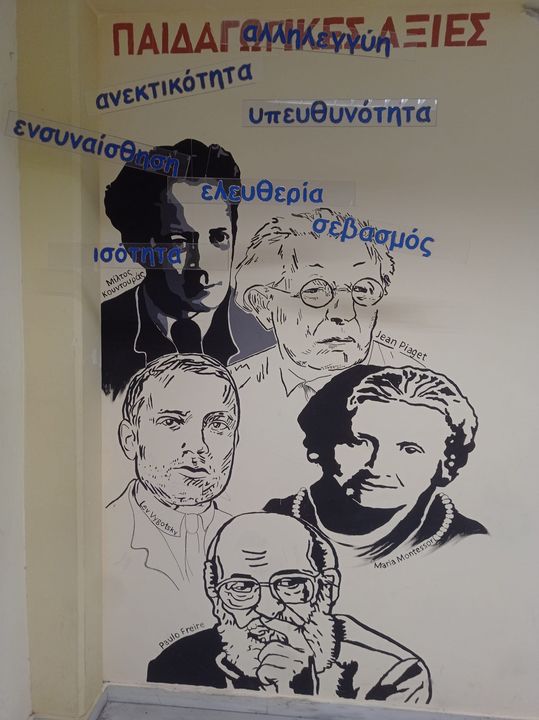 ΠΑΙΔΑΓΩΓΙΚΕΣ ΑΞΙΕΣ
αλληλεγγύη
ανεκτικότητα
υπευθυνότητα
ενσυναίσθηση
ελευθερία
σεβασμός
ισότητα
Μίλτος
Κουντουράς
Jean Piaget
Lev Vygotsky
Maria Montessori
Paulo Freire